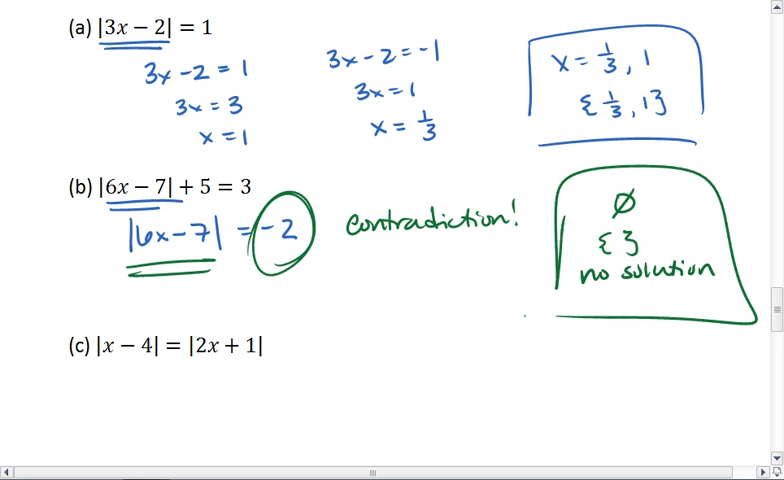 (a) |3x − 2| = 1
3x − 2 = 1
3x = 3
x = 1
3x − 2 = −1
3x = 1
x = 1/3
x = 1/3, 1
{1/3, 1}
(b) |6x − 7| + 5 = 3
|6x − 7| = −2
contradiction!
∅
{ }
no solution
(c) |x − 4| = |2x + 1|